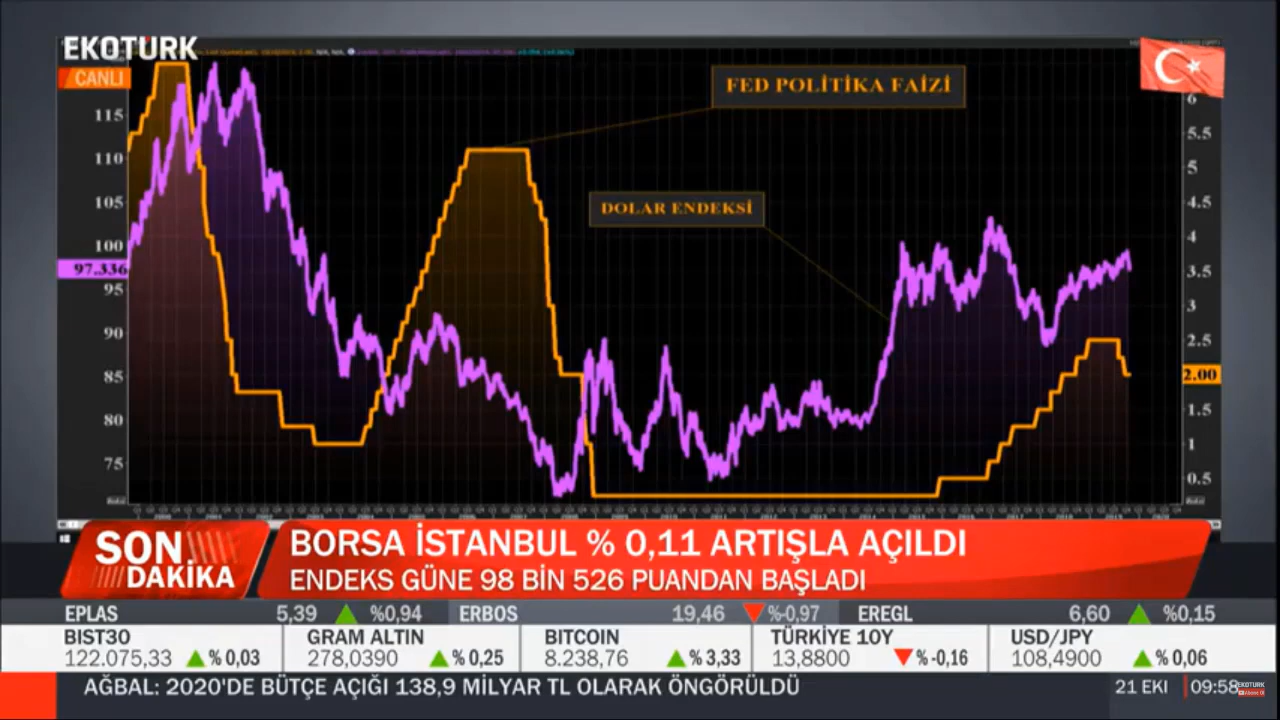 EKOTÜRK
CANLI
FED POLİTİKA FAİZİ
DOLAR ENDEKSİ
115
110
105
100
97.336
95
90
85
80
75
6
5.5
5
4.5
4
3.5
3
2.5
2.00
1.5
1
0.5
SON DAKİKA
BORSA İSTANBUL % 0,11 ARTIŞLA AÇILDI
ENDEKS GÜNE 98 BİN 526 PUANDAN BAŞLADI
EPLAS 5,39 %0,94 ERBOS 19,46 %-0,97 EREGL 6,60 %0,15
BIST30 GRAM ALTIN BITCOIN TÜRKİYE 10Y USD/JPY
122.075,33 % 0,03 278,0390 % 0,25 8.238,76 % 3,33 13,8800 % -0,16 108,4900 % 0,06
AĞBAL: 2020'DE BÜTÇE AÇIĞI 138,9 MİLYAR TL OLARAK ÖNGÖRÜLDÜ 21 EKI 09:58
EKOTÜRK